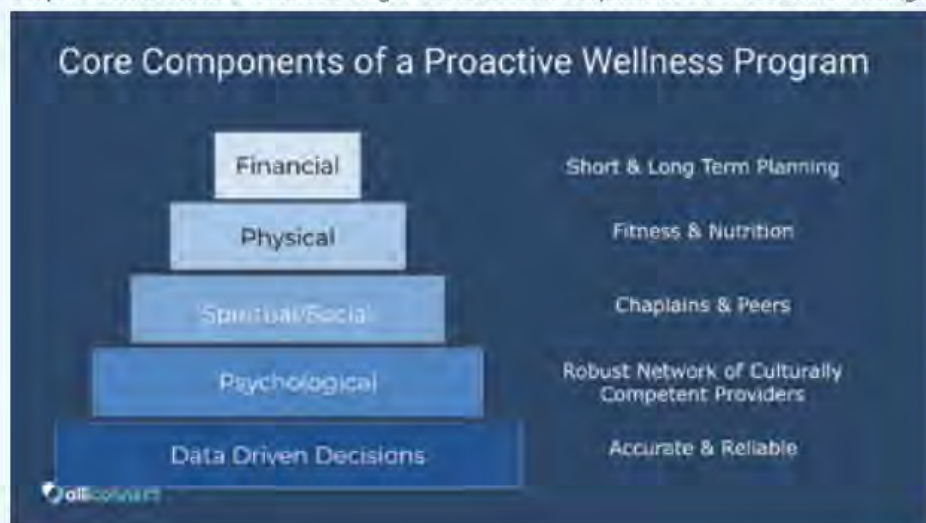 Core Components of a Proactive Wellness Program
Financial
Short & Long Term Planning
Physical
Fitness & Nutrition
Spiritual/Social
Chaplains & Peers
Psychological
Robust Network of Culturally
Competent Providers
Data Driven Decisions
Accurate & Reliable